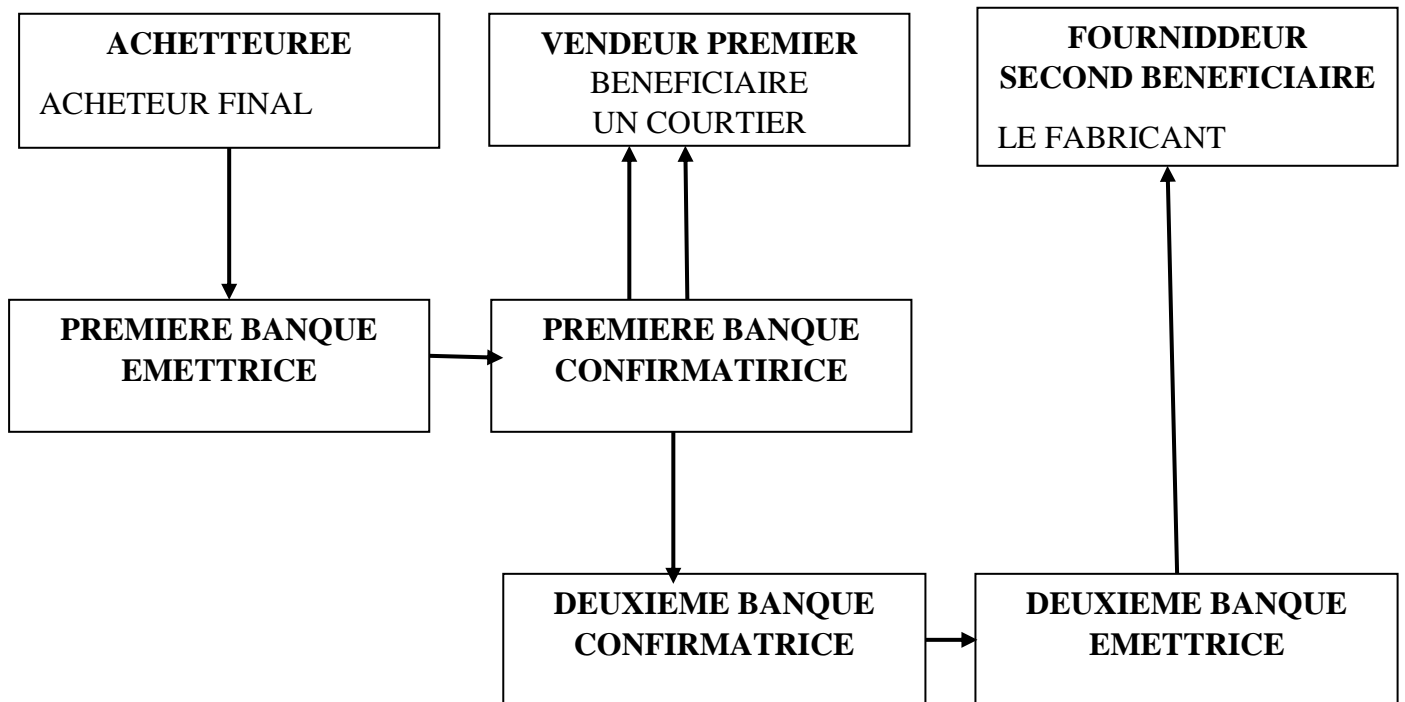 ACHETTEUREE
ACHETEUR FINAL
VENDEUR PREMIER
BENEFICIAIRE
UN COURTIER
FOURNIDDEUR
SECOND BENEFICIAIRE
LE FABRICANT
PREMIERE BANQUE
EMETTRICE
PREMIERE BANQUE
CONFIRMATIRICE
DEUXIEME BANQUE
CONFIRMATRICE
DEUXIEME BANQUE
EMETTRICE